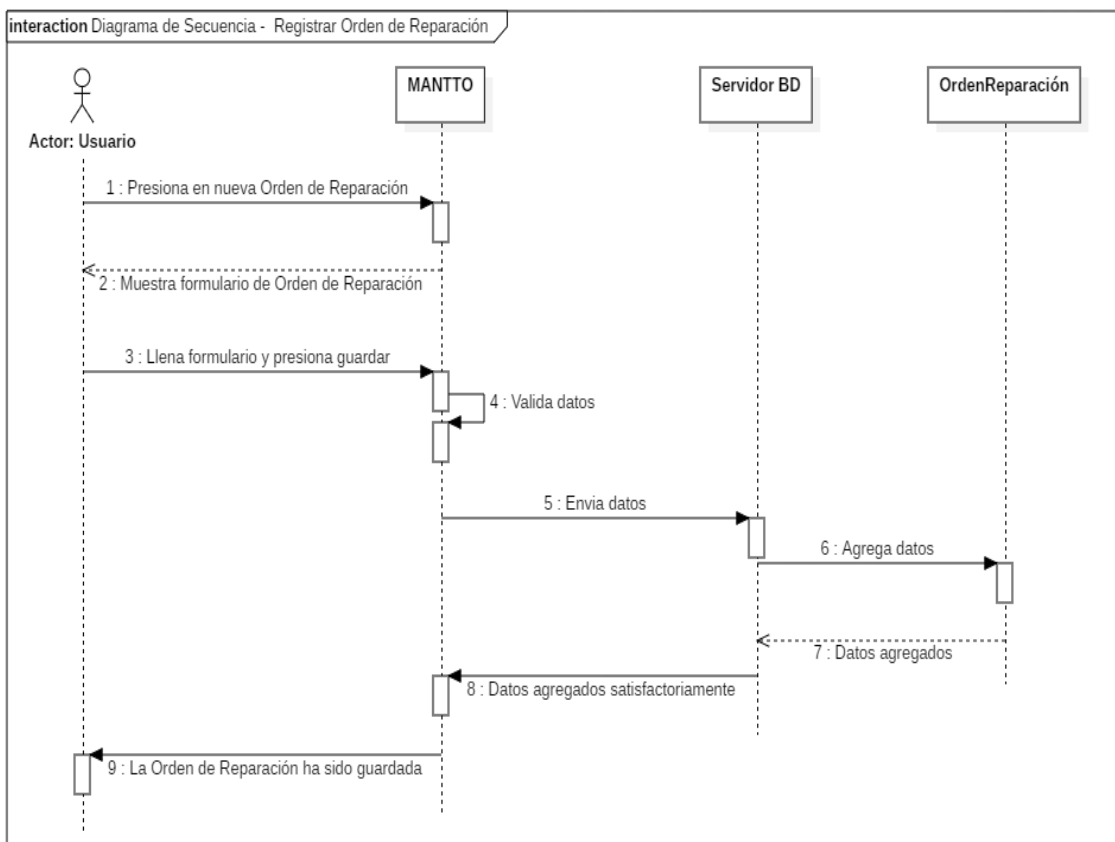 interaction Diagrama de Secuencia - Registrar Orden de Reparación
MANTTO
Servidor BD
OrdenReparación
Actor: Usuario
1 : Presiona en nueva Orden de Reparación
2 : Muestra formulario de Orden de Reparación
3 : Llena formulario y presiona guardar
4 : Valida datos
5 : Envia datos
6 : Agrega datos
7 : Datos agregados
8 : Datos agregados satisfactoriamente
9 : La Orden de Reparación ha sido guardada